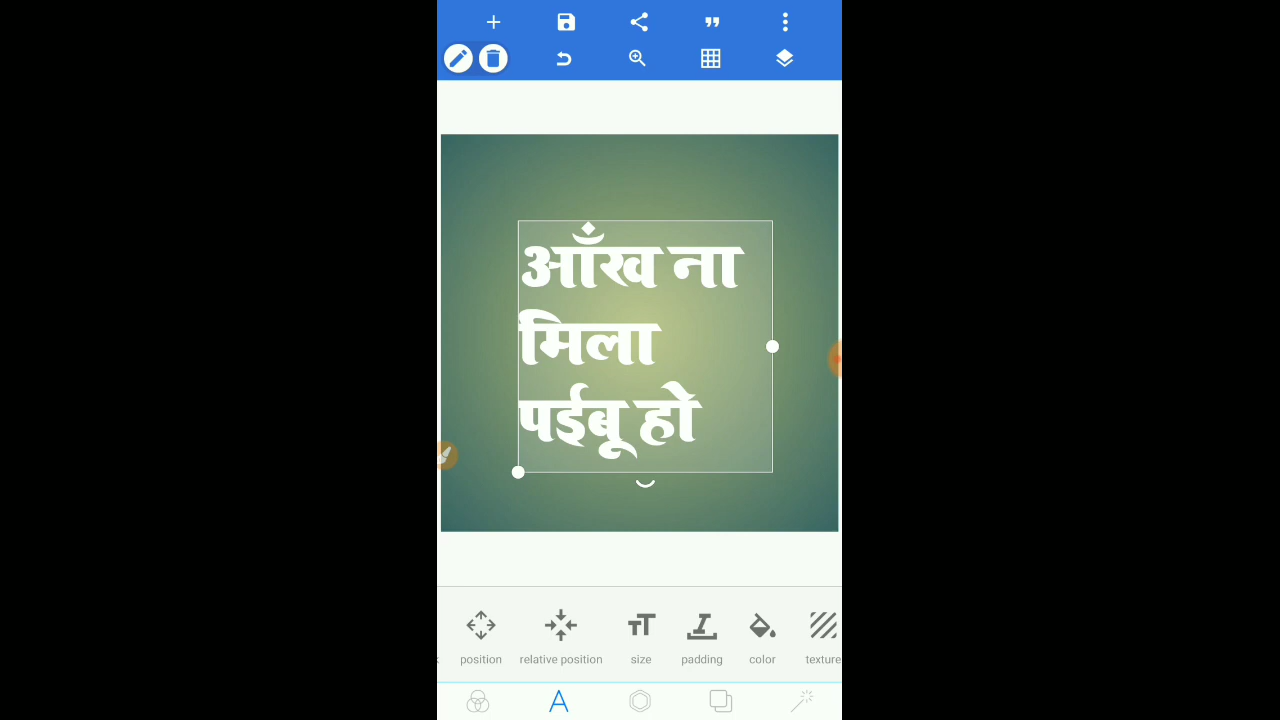 आँख ना
मिला
पईबू हो
position
relative position
size
padding
color
texture